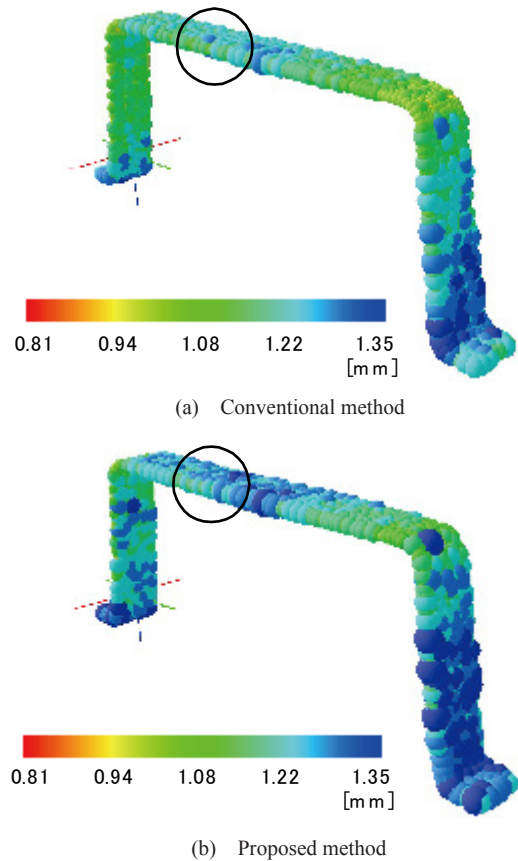 0.81 0.94 1.08 1.22 1.35
[mm]
(a) Conventional method
0.81 0.94 1.08 1.22 1.35
[mm]
(b) Proposed method